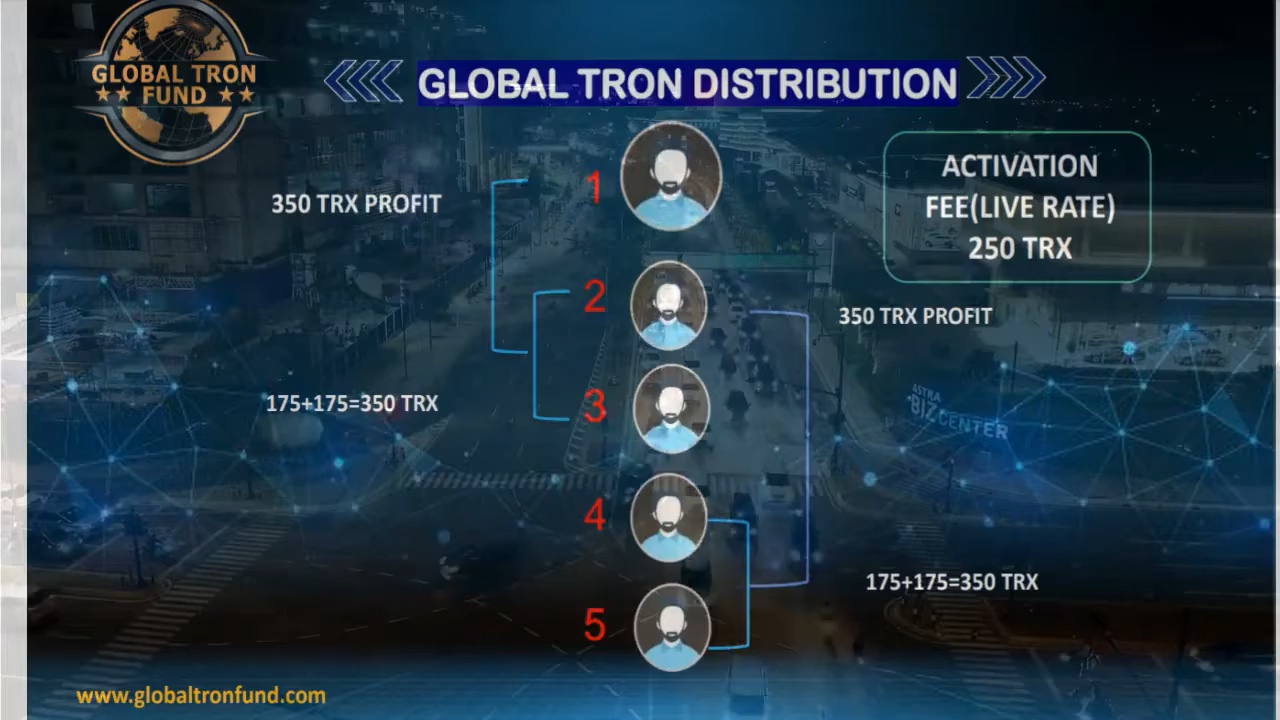 GLOBAL TRON
FUND
GLOBAL TRON DISTRIBUTION
1
350 TRX PROFIT
ACTIVATION
FEE(LIVE RATE)
250 TRX
2
350 TRX PROFIT
175+175=350 TRX
3
ASTRA
BIZCENTER
4
175+175=350 TRX
5
www.globaltronfund.com